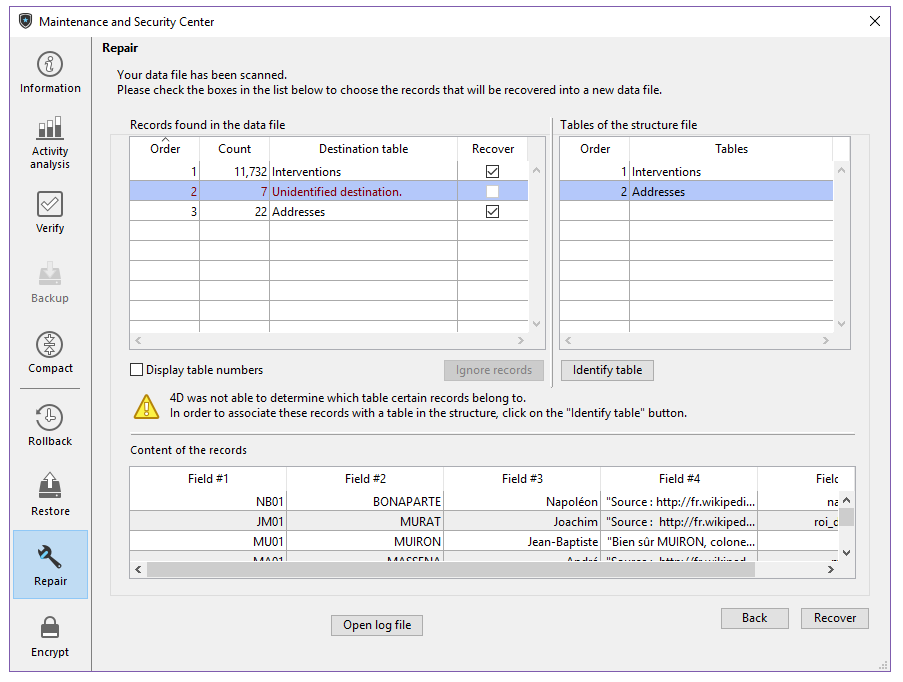 Maintenance and Security Center
Information
Activity
analysis
Verify
Backup
Compact
Rollback
Restore
Repair
Encrypt
Repair
Your data file has been scanned.
Please check the boxes in the list below to choose the records that will be recovered into a new data file.
Records found in the data file
Order Count Destination table Recover
1 11,732 Interventions
2 7 Unidentified destination.
3 22 Addresses
Tables of the structure file
Order Tables
1 Interventions
2 Addresses
Display table numbers
Ignore records
Identify table
4D was not able to determine which table certain records belong to.
In order to associate these records with a table in the structure, click on the "Identify table" button.
Content of the records
Field #1 Field #2 Field #3 Field #4 Field
NB01 BONAPARTE Napoléon "Source : http://fr.wikipedi... na
JM01 MURAT Joachim "Source : http://fr.wikiped... roi_
MU01 MUIRON Jean-Baptiste "Bien sûr MUIRON, colone...
MA01 MASSENA André "Source : http://fr.wikiped...
Open log file
Back
Recover